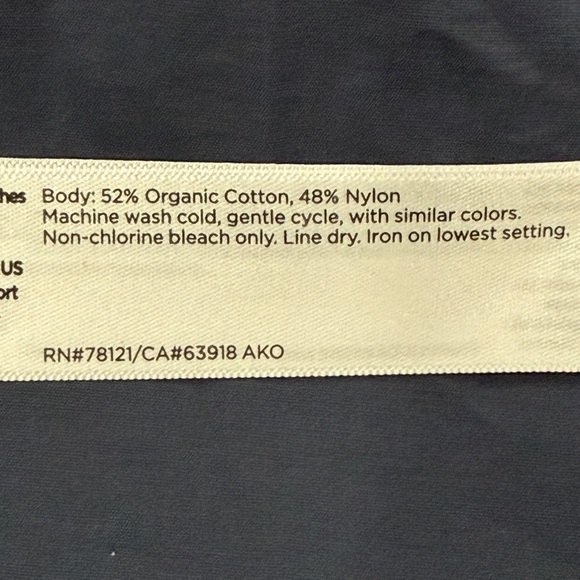 Body: 52% Organic Cotton, 48% Nylon
Machine wash cold, gentle cycle, with similar colors.
Non-chlorine bleach only. Line dry. Iron on lowest setting.
US
RN#78121/CA#63918 AKO